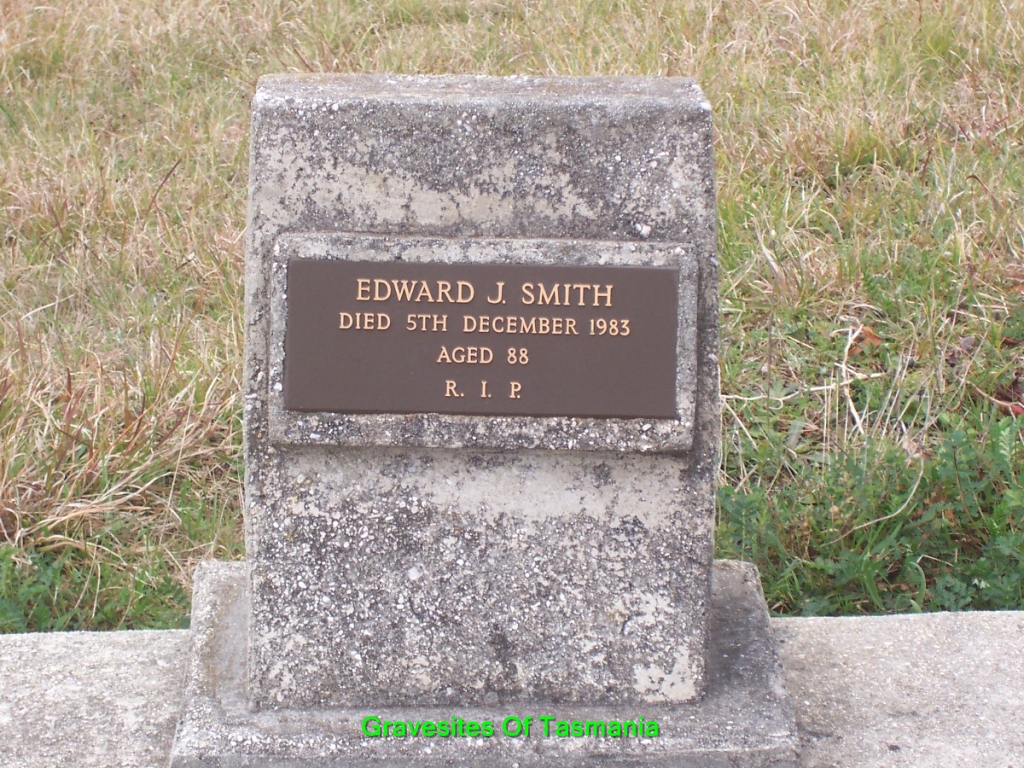 EDWARD J. SMITH
DIED 5TH DECEMBER 1983
AGED 88
R. I. P.
Gravesites Of Tasmania